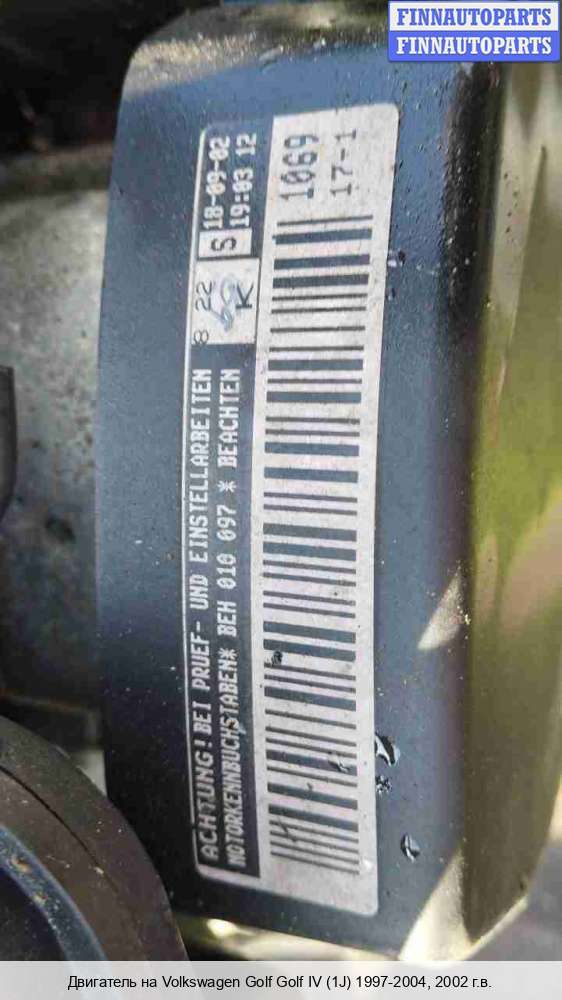 FINNAUTOPARTS
FINNAUTOPARTS
ACHTUNG! BEI PRUEF- UND EINSTELLARBEITEN
MOTORKENNBUCHSTABEN* BEH 010 097 * BEACHTEN
8 22
K
S
18-09-02
19:03 12
1069
17-1
Двигатель на Volkswagen Golf Golf IV (1J) 1997-2004, 2002 г.в.